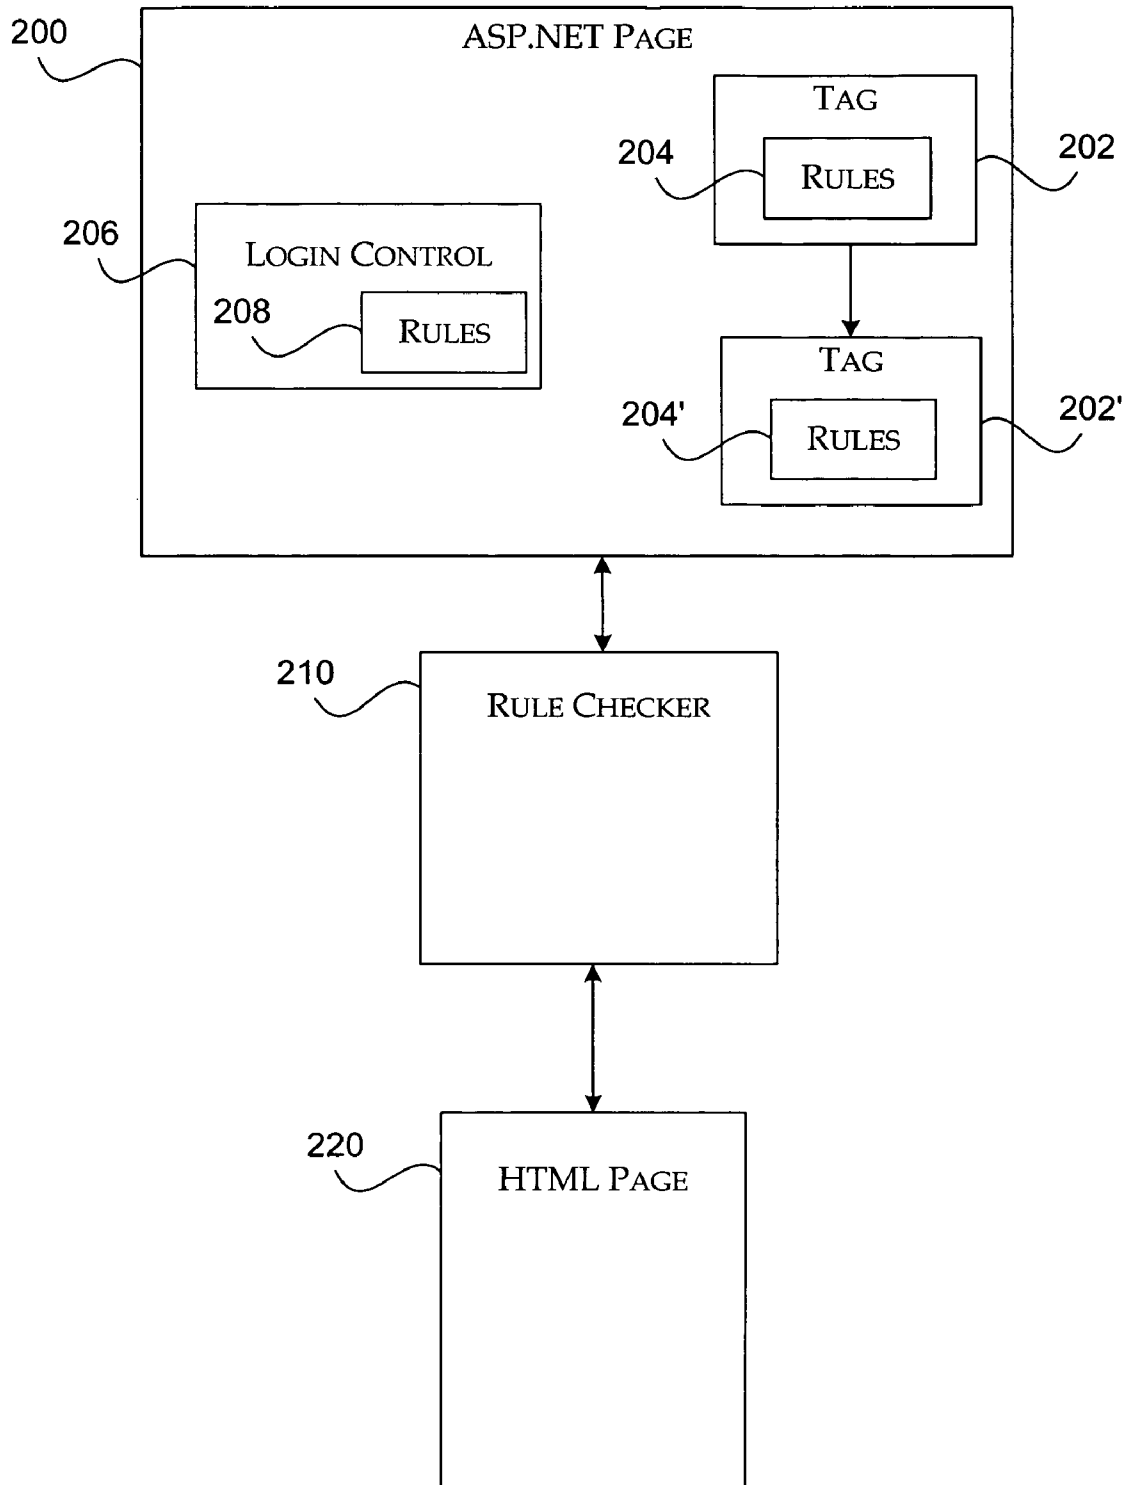 200
ASP.NET PAGE
TAG
204
RULES
202
206
LOGIN CONTROL
208
RULES
TAG
204'
RULES
202'
210
RULE CHECKER
220
HTML PAGE